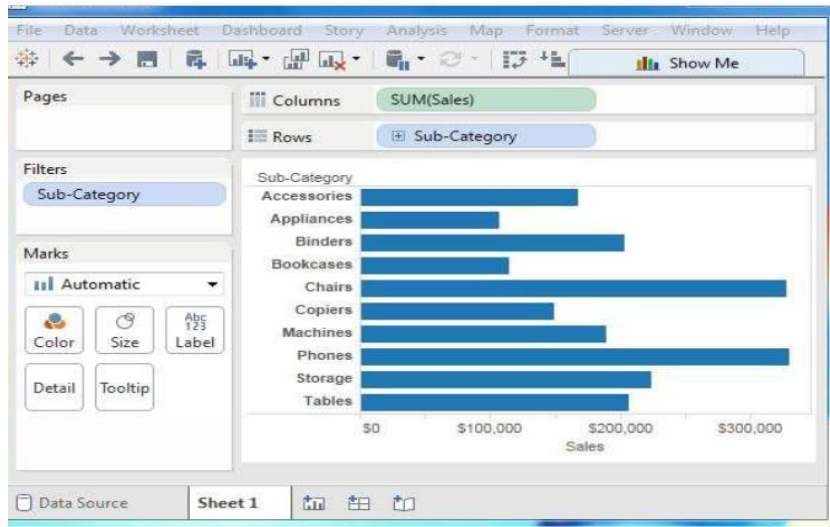 File Data Worksheet Dashboard Story Analysis Map Format Server Window Help
Show Me
Pages
Columns SUM(Sales)
Rows Sub-Category
Filters
Sub-Category
Marks
Automatic
Color Size Abc 123 Label
Detail Tooltip
Sub-Category
Accessories
Appliances
Binders
Bookcases
Chairs
Copiers
Machines
Phones
Storage
Tables
$0 $100,000 $200,000 $300,000
Sales
Data Source Sheet 1